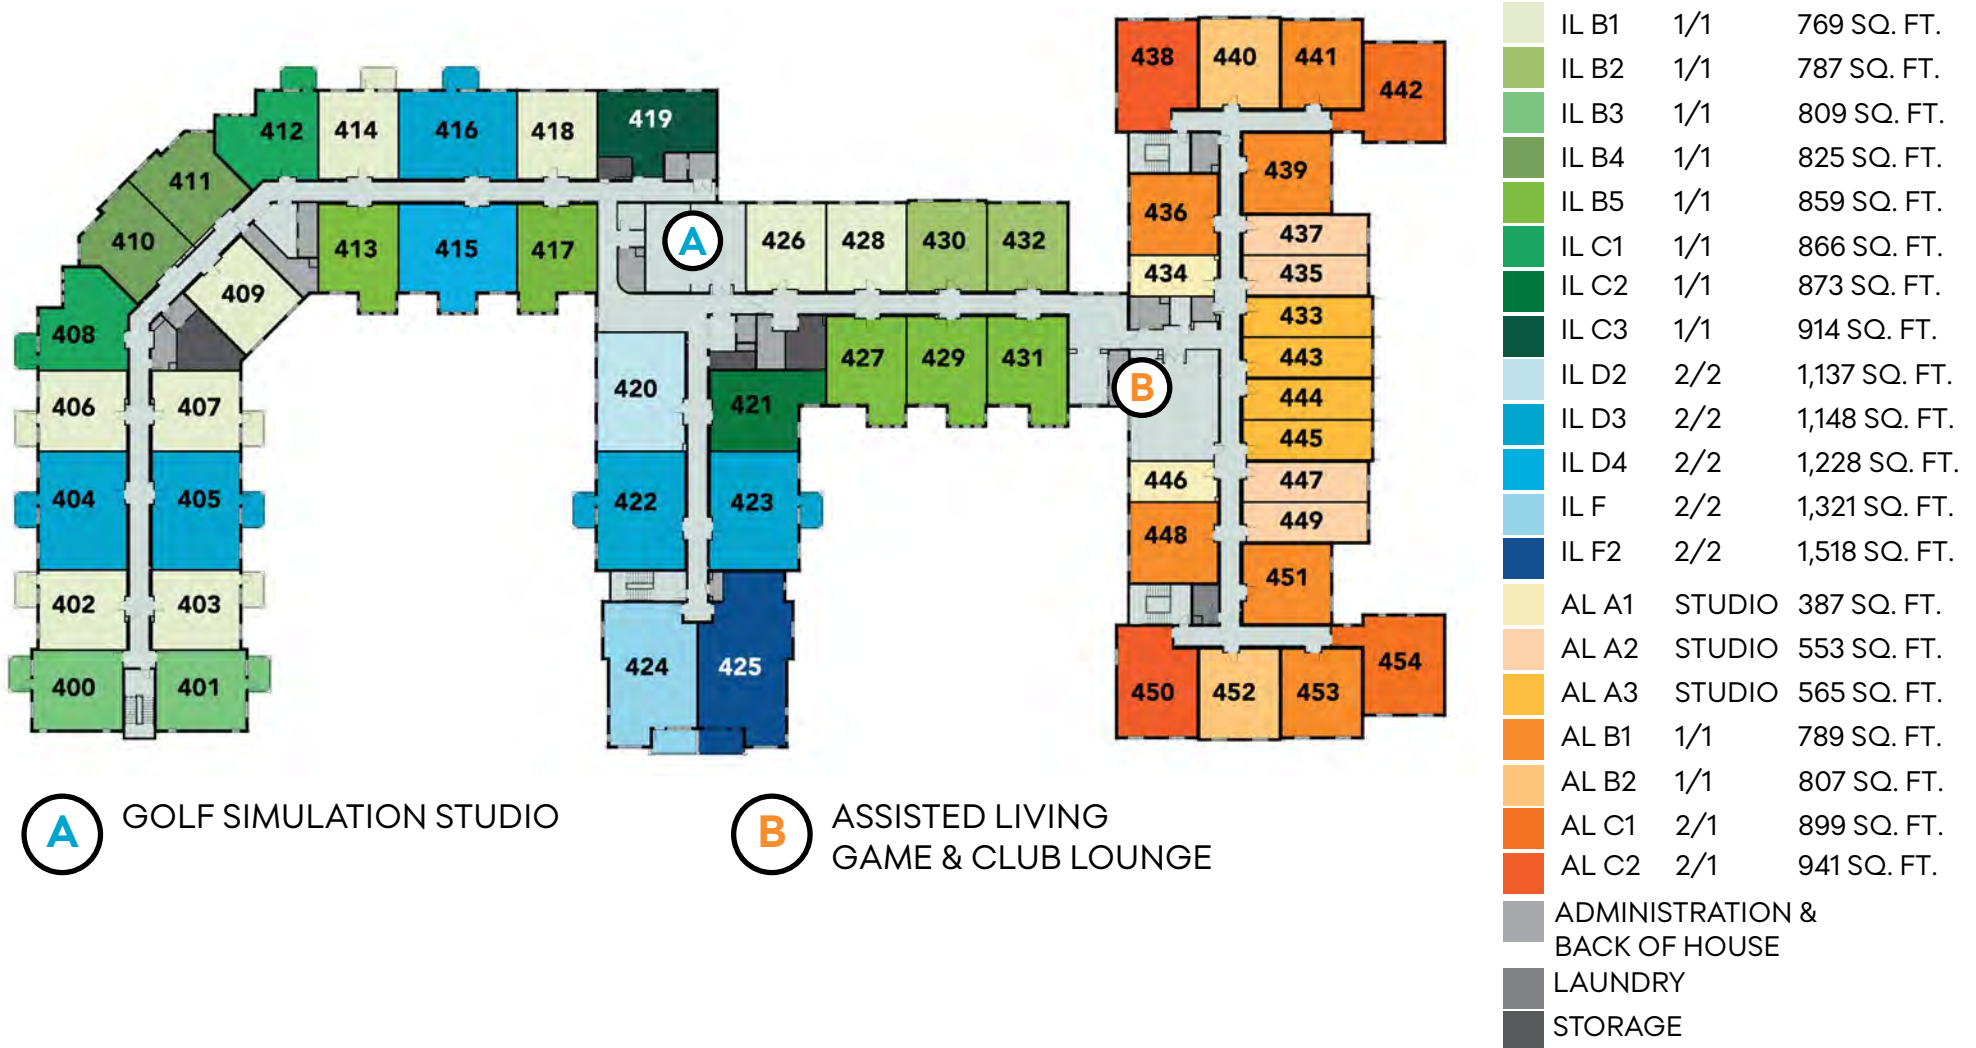 438
440
441
442
412
414
416
418
419
411
439
436
410
413
415
417
A
426
428
430
432
437
434
435
409
408
433
427
429
431
443
420
B
406
407
421
444
445
404
405
422
423
446
447
448
449
402
403
451
400
401
424
425
450
452
453
454
A
GOLF SIMULATION STUDIO
B
ASSISTED LIVING
GAME & CLUB LOUNGE
IL B1 1/1 769 SQ. FT.
IL B2 1/1 787 SQ. FT.
IL B3 1/1 809 SQ. FT.
IL B4 1/1 825 SQ. FT.
IL B5 1/1 859 SQ. FT.
IL C1 1/1 866 SQ. FT.
IL C2 1/1 873 SQ. FT.
IL C3 1/1 914 SQ. FT.
IL D2 2/2 1,137 SQ. FT.
IL D3 2/2 1,148 SQ. FT.
IL D4 2/2 1,228 SQ. FT.
IL F 2/2 1,321 SQ. FT.
IL F2 2/2 1,518 SQ. FT.
AL A1 STUDIO 387 SQ. FT.
AL A2 STUDIO 553 SQ. FT.
AL A3 STUDIO 565 SQ. FT.
AL B1 1/1 789 SQ. FT.
AL B2 1/1 807 SQ. FT.
AL C1 2/1 899 SQ. FT.
AL C2 2/1 941 SQ. FT.
ADMINISTRATION &
BACK OF HOUSE
LAUNDRY
STORAGE